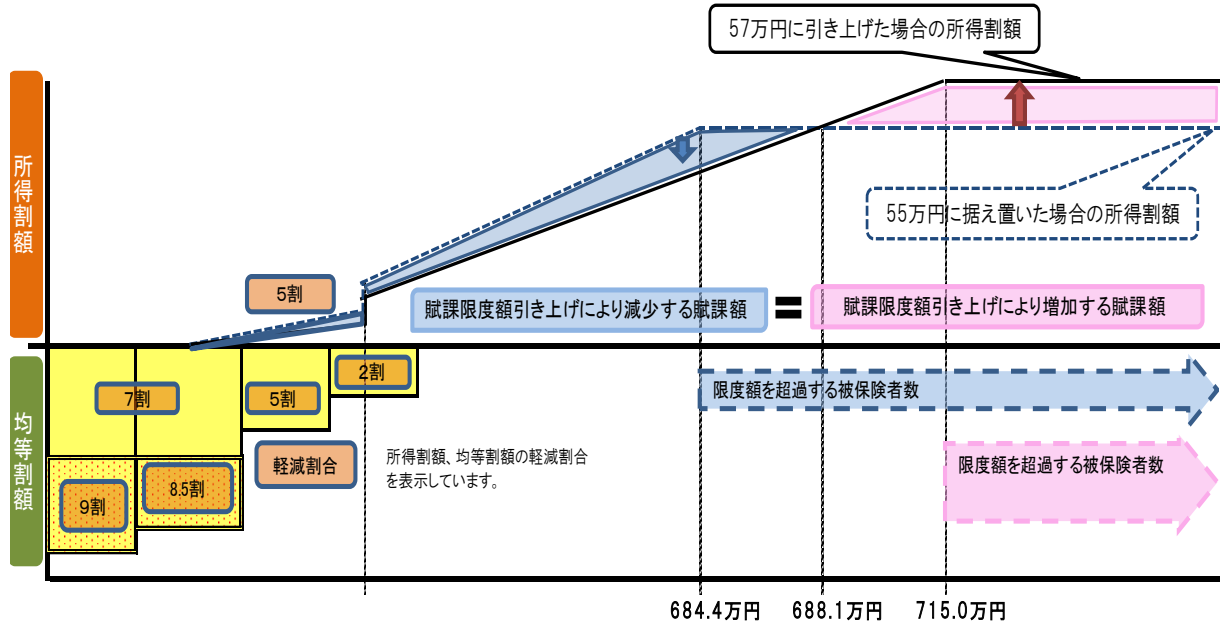 57万円に引き上げた場合の所得割額
所得割額
55万円に据え置いた場合の所得割額
5割
賦課限度額引き上げにより減少する賦課額
=
賦課限度額引き上げにより増加する賦課額
均等割額
7割
5割
2割
限度額を超過する被保険者数
軽減割合
所得割額、均等割額の軽減割合
を表示しています。
限度額を超過する被保険者数
9割
8.5割
684.4万円
688.1万円
715.0万円